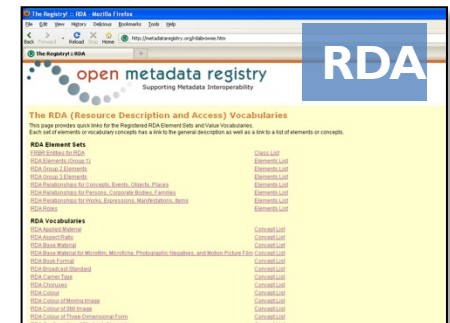 The Registry! :: RDA - Mozilla Firefox
File Edit View History Delicious Bookmarks Tools Help
Back Forward Reload Stop Home http://metadataregistry.org/rdabrowse.htm
The Registry! :: RDA
RDA
open metadata registry
Supporting Metadata Interoperability
The RDA (Resource Description and Access) Vocabularies
This page provides quick links for the Registered RDA Element Sets and Value Vocabularies.
Each set of elements or vocabulary concepts has a link to the general description as well as a link to a list of elements or concepts.
RDA Element Sets
FRBR Entities for RDA Class List
RDA Elements (Group 1) Elements List
RDA Group 2 Elements Elements List
RDA Group 3 Elements Elements List
RDA Relationships for Concepts, Events, Objects, Places Elements List
RDA Relationships for Persons, Corporate Bodies, Families Elements List
RDA Relationships for Works, Expressions, Manifestations, Items Elements List
RDA Roles Elements List
RDA Vocabularies
RDA Applied Material Concept List
RDA Aspect Ratio Concept List
RDA Base Material Concept List
RDA Base Material for Microfilm, Microfiche, Photographic Negatives, and Motion Picture Film Concept List
RDA Book Format Concept List
RDA Broadcast Standard Concept List
RDA Carrier Type Concept List
RDA Choruses Concept List
RDA Colour Concept List
RDA Colour of Moving Image Concept List
RDA Colour of Still Image Concept List
RDA Colour of Three-Dimensional Form Concept List